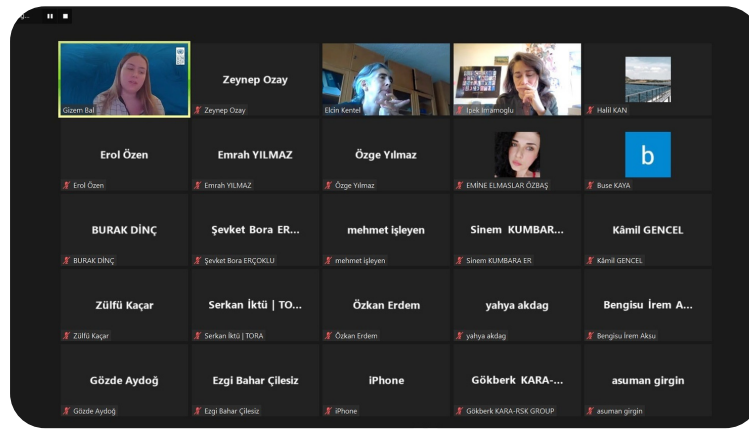 Gizem Bal
Zeynep Ozay
Zeynep Ozay
Elcin Kentel
Ipek Imamoglu
Halil KAN
Erol Özen
Erol Özen
Emrah YILMAZ
Emrah YILMAZ
Özge Yılmaz
Özge Yılmaz
EMİNE ELMASLAR ÖZBAŞ
b
Buse KAYA
BURAK DİNÇ
BURAK DİNÇ
Şevket Bora ER...
Şevket Bora ERÇOKLU
mehmet işleyen
mehmet işleyen
Sinem KUMBAR...
Sinem KUMBARA ER
Kâmil GENCEL
Kâmil GENCEL
Zülfü Kaçar
Zülfü Kaçar
Serkan İktü | TO...
Serkan İktü | TORA
Özkan Erdem
Özkan Erdem
yahya akdag
yahya akdag
Bengisu İrem A...
Bengisu İrem Aksu
Gözde Aydoğ
Gözde Aydoğ
Ezgi Bahar Çilesiz
Ezgi Bahar Çilesiz
iPhone
iPhone
Gökberk KARA-...
Gökberk KARA-RSK GROUP
asuman girgin
asuman girgin